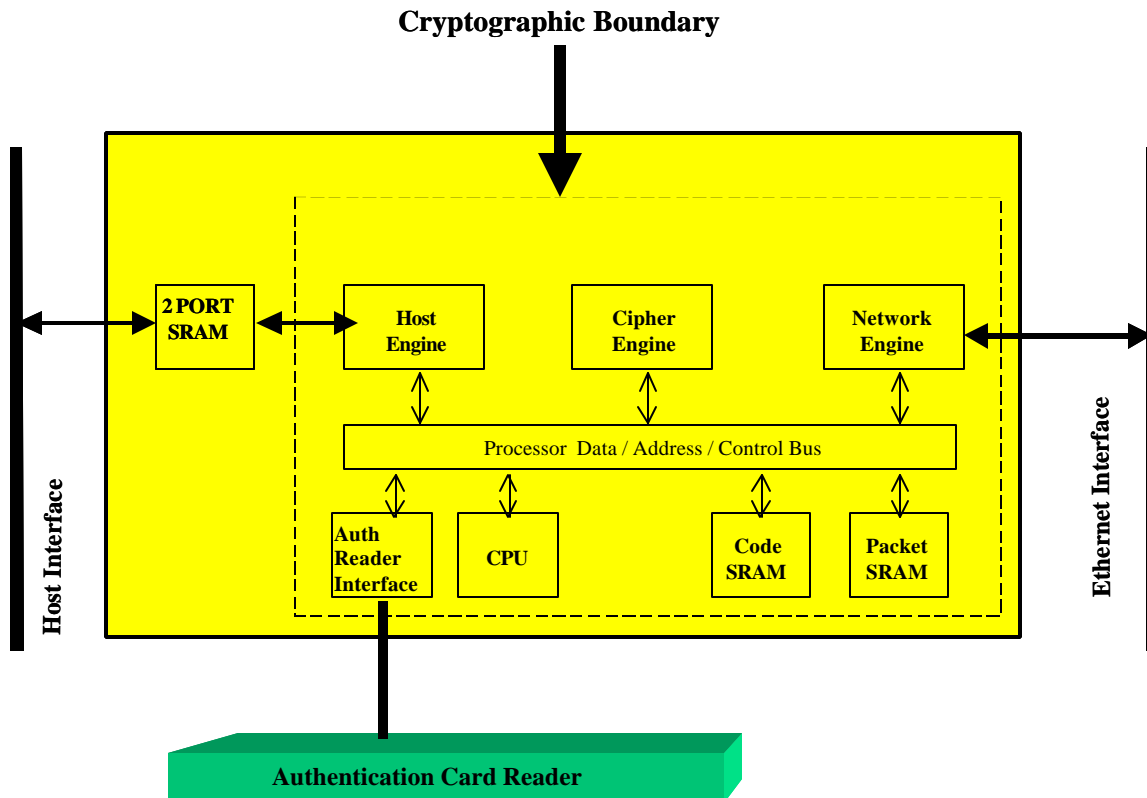 Cryptographic Boundary
2 PORT
SRAM
Host
Engine
Cipher
Engine
Network
Engine
Processor Data / Address / Control Bus
Auth
Reader
Interface
CPU
Code
SRAM
Packet
SRAM
Host Interface
Ethernet Interface
Authentication Card Reader